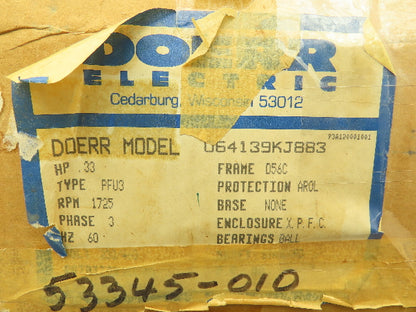 ELECTRIC
Cedarburg, Wisconsin 53012
P3A120001001
DOERR MODEL 064139KJ883
HP .33 FRAME D56C
TYPE PFU3 PROTECTION AROL
RPM 1725 BASE NONE
PHASE 3 ENCLOSURE X.P.F.C.
HZ 60 BEARINGS BALL
53345-010